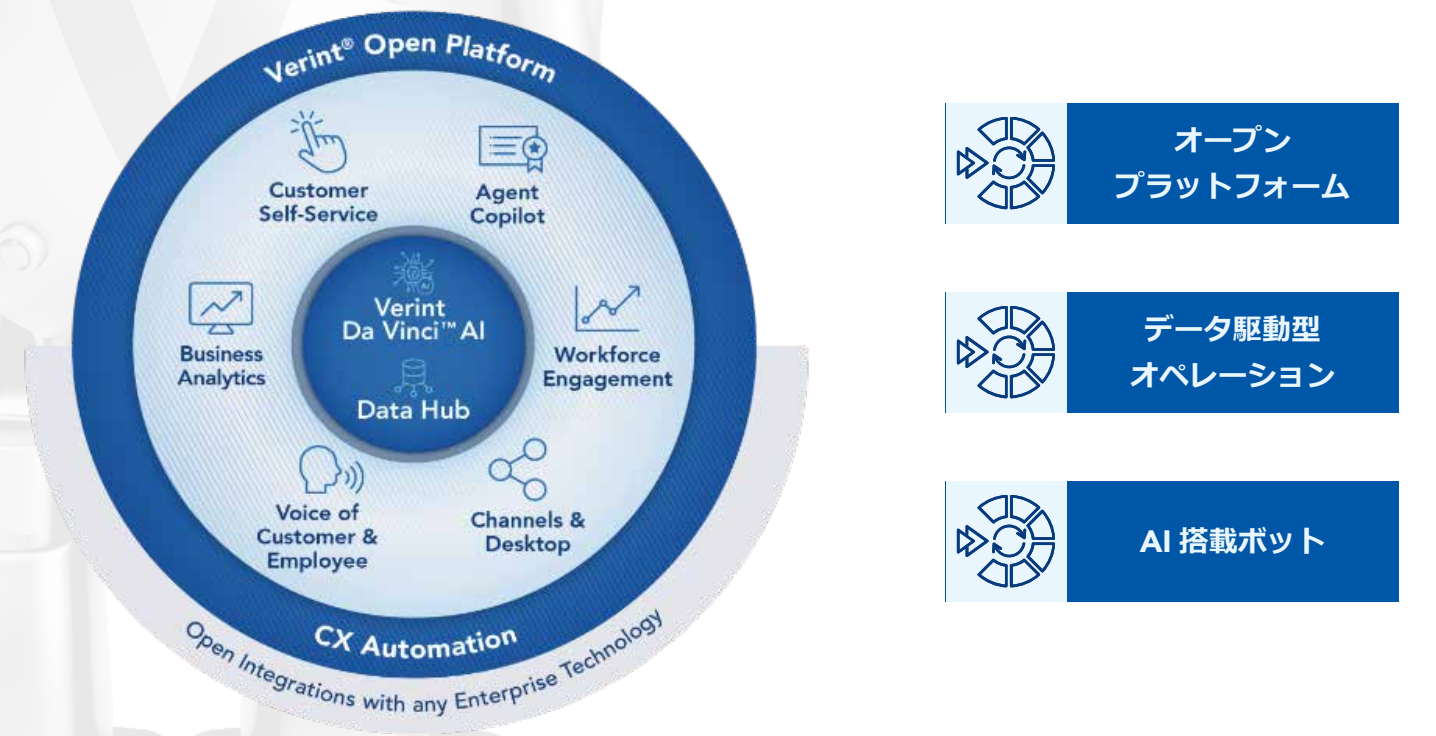 Verint® Open Platform
Customer
Self-Service
Agent
Copilot
Business
Analytics
Verint
Da Vinci™ AI
Data Hub
Workforce
Engagement
Voice of
Customer &
Employee
Channels &
Desktop
CX Automation
Open Integrations with any Enterprise Technology
オープン
プラットフォーム
データ駆動型
オペレーション
AI 搭載ボット